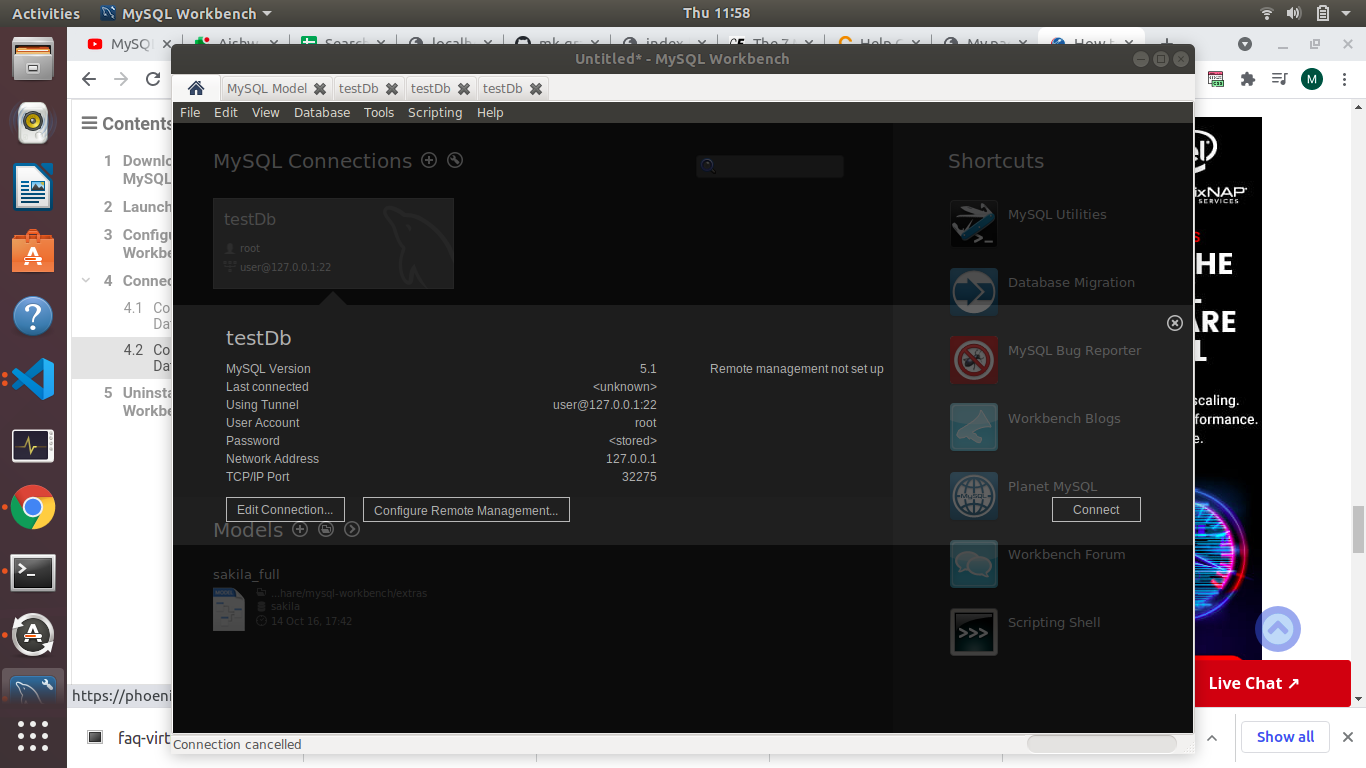 Activities MySQL Workbench Thu 11:58
MySQ Aishw Search localh index The 7 Help My pa How t
Untitled* - MySQL Workbench
MySQL Model testDb testDb testDb
File Edit View Database Tools Scripting Help
Contents
1 Downlo
MySQL
2 Launch
3 Configu
Workbe
4 Connec
4.1 Co
Da
4.2 Co
Da
5 Uninsta
Workbe
MySQL Connections
testDb
root
user@127.0.0.1:22
testDb
MySQL Version 5.1 Remote management not set up
Last connected <unknown>
Using Tunnel user@127.0.0.1:22
User Account root
Password <stored>
Network Address 127.0.0.1
TCP/IP Port 32275
Edit Connection... Configure Remote Management... Connect
Models
sakila_full
...hare/mysql-workbench/extras
sakila
14 Oct 16, 17:42
Shortcuts
MySQL Utilities
Database Migration
MySQL Bug Reporter
Workbench Blogs
Planet MySQL
Workbench Forum
Scripting Shell
M
ixNAP
SERVICES
HE
ARE
L
scaling.
formance.
e.
Live Chat ↗
https://phoeni
faq-virt
Connection cancelled
Show all